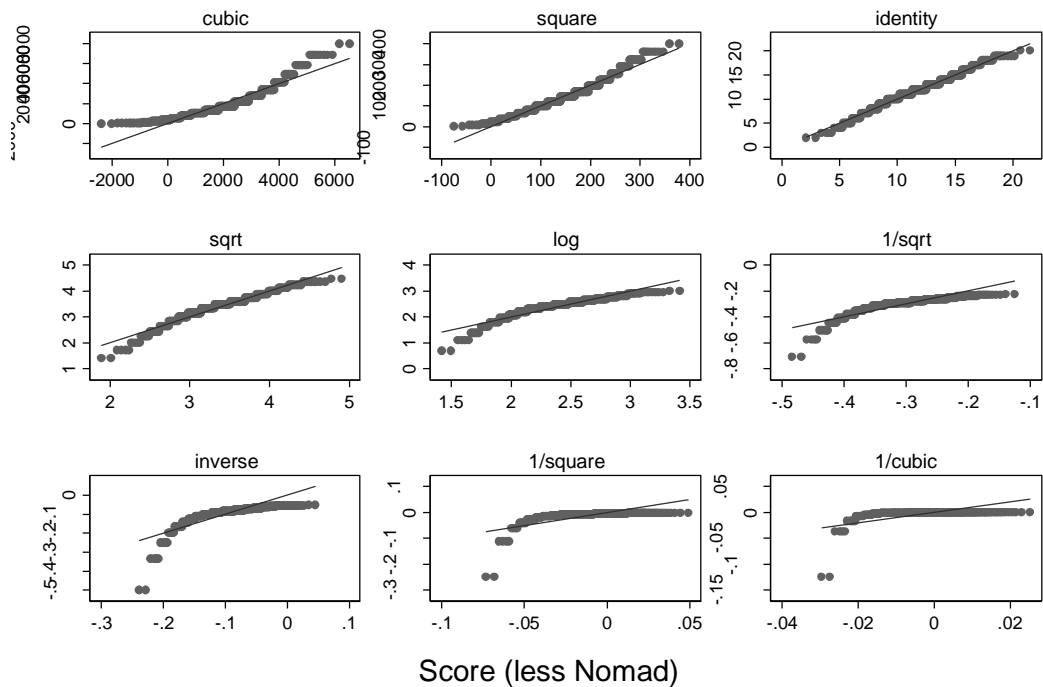 cubic
square
identity
0
-2000 0 2000 4000 6000
-100
0
-100 0 100 200 300 400
0 5 10 15 20
0 5 10 15 20
sqrt
log
1/sqrt
1 2 3 4 5
2 3 4 5
0 1 2 3 4
1.5 2 2.5 3 3.5
-.8 -.6 -.4 -.2 0
-.5 -.4 -.3 -.2 -.1
inverse
1/square
1/cubic
-.5 -.4 -.3 -.2 -.1 0
-.3 -.2 -.1 0 .1
-.3 -.2 -.1 0 .1
-.1 -.05 0 .05
-.15 -.1 -.05 0 .05
-.04 -.02 0 .02
Score (less Nomad)